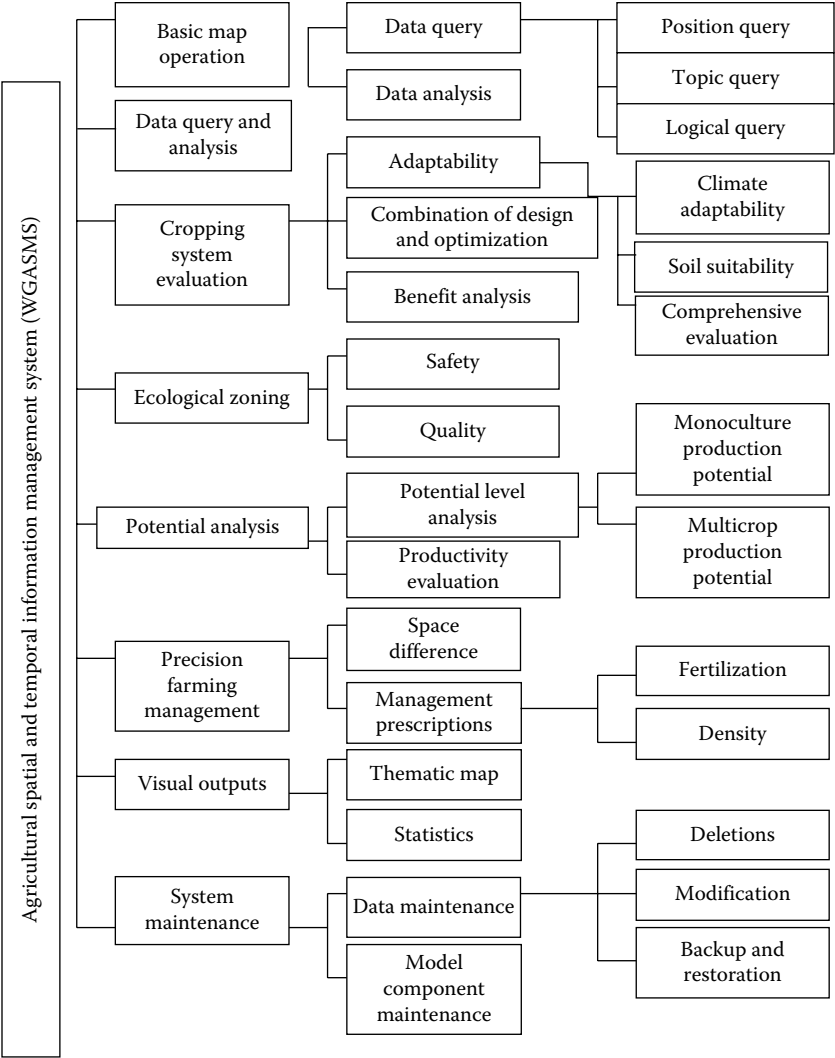 Agricultural spatial and temporal information management system (WGASMS)
Basic map
operation
Data query and
analysis
Cropping
system
evaluation
Ecological zoning
Potential analysis
Precision
farming
management
Visual outputs
System
maintenance
Data query
Data analysis
Adaptability
Combination of design
and optimization
Benefit analysis
Safety
Quality
Potential level
analysis
Productivity
evaluation
Space
difference
Management
prescriptions
Thematic map
Statistics
Data maintenance
Model
component
maintenance
Position query
Topic query
Logical query
Climate
adaptability
Soil suitability
Comprehensive
evaluation
Monoculture
production
potential
Multicrop
production
potential
Fertilization
Density
Deletions
Modification
Backup and
restoration